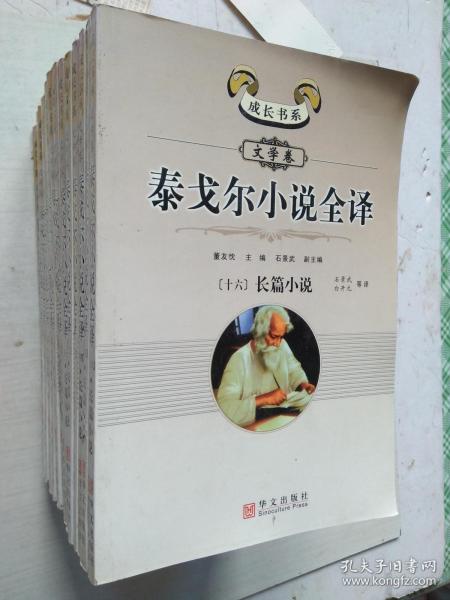 成长书系
文学卷
泰戈尔小说全译
董友忱 主编 石景武 副主编
〔十六〕长篇小说 石景武 白开元 等译
华文出版社
Sinoculture Press
孔夫子旧书网
www.kongfz.com